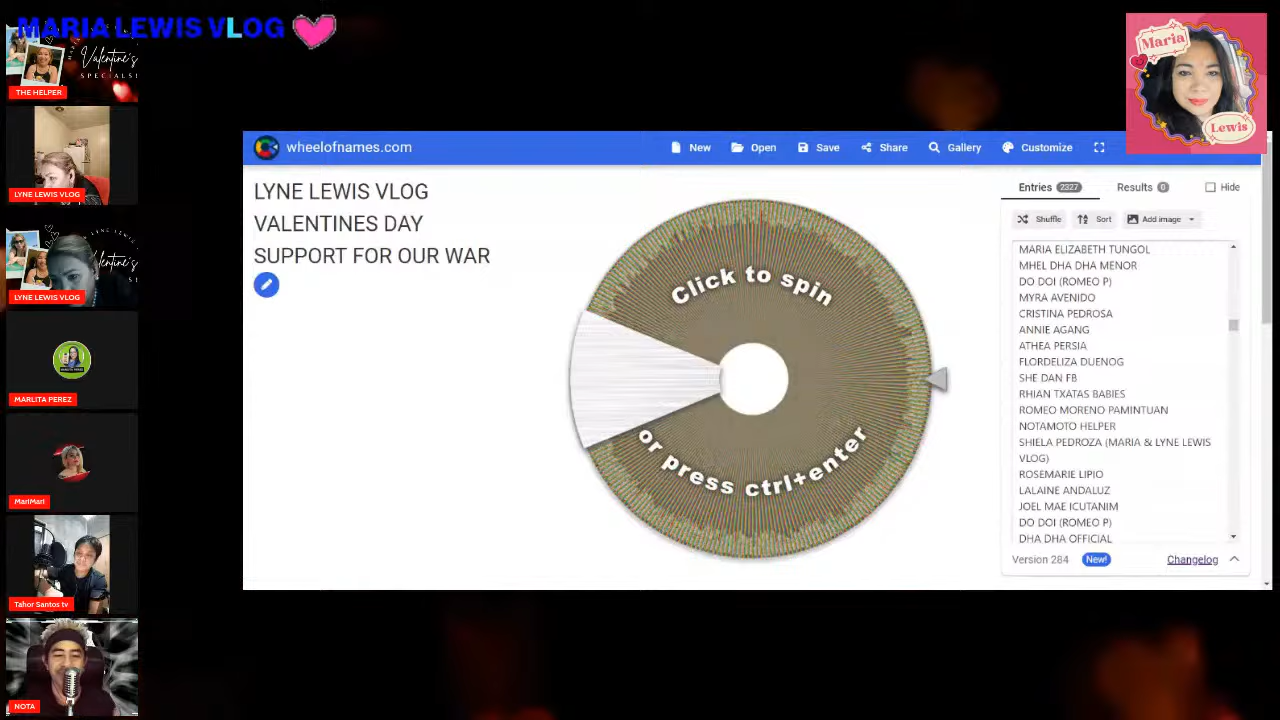 MARIA LEWIS VLOG
Valentine's
SPECIALS!
THE HELPER
LYNE LEWIS VLOG
LYNE LEWIS VLOG
MARLITA PEREZ
MariMari
Tahor Santos tv
NOTA
Maria
Lewis
wheelofnames.com
New
Open
Save
Share
Gallery
Customize
LYNE LEWIS VLOG
VALENTINES DAY
SUPPORT FOR OUR WAR
Click to spin
or press ctrl+enter
Entries 2327
Results 0
Hide
Shuffle
Sort
Add image
MARIA ELIZABETH TUNGOL
MHEL DHA DHA MENOR
DO DOI (ROMEO P)
MYRA AVENIDO
CRISTINA PEDROSA
ANNIE AGANG
ATHEA PERSIA
FLORDELIZA DUENOG
SHE DAN FB
RHIAN TXATAS BABIES
ROMEO MORENO PAMINTUAN
NOTAMOTO HELPER
SHIELA PEDROZA (MARIA & LYNE LEWIS
VLOG)
ROSEMARIE LIPIO
LALAINE ANDALUZ
JOEL MAE ICUTANIM
DO DOI (ROMEO P)
DHA DHA OFFICIAL
Version 284
New!
Changelog